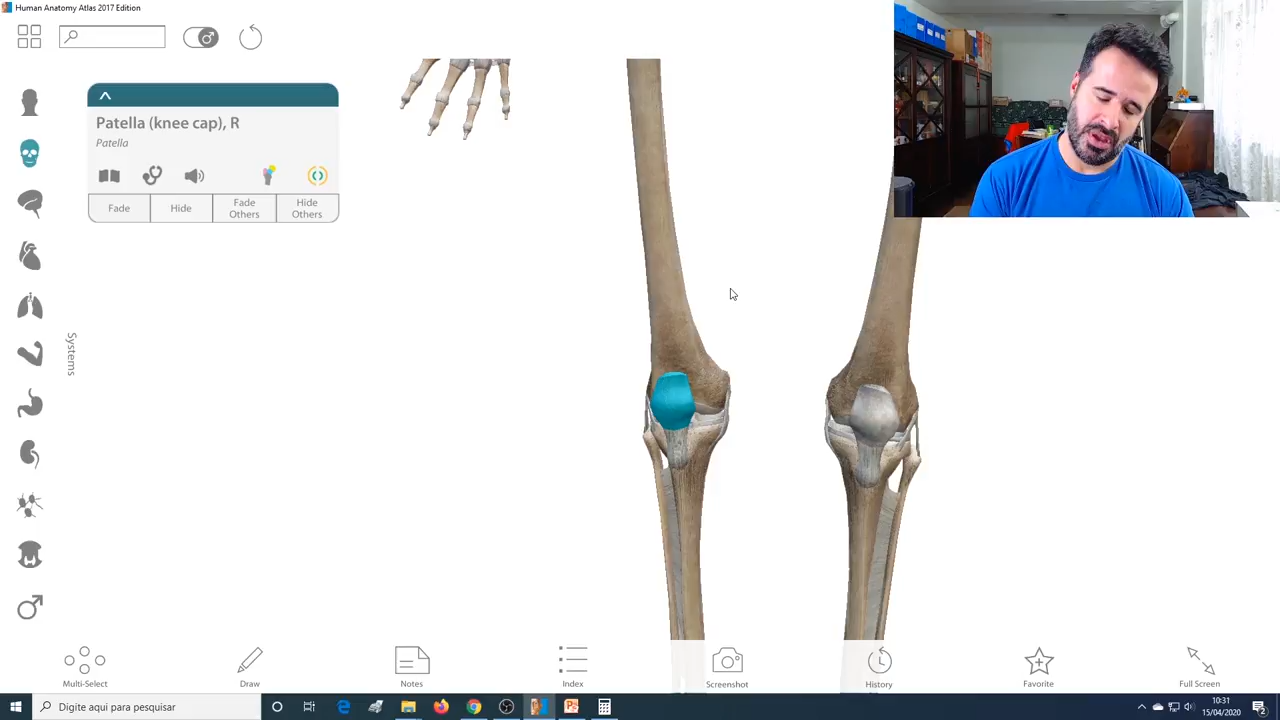 Human Anatomy Atlas 2017 Edition
Patella (knee cap), R
Patella
Fade
Hide
Fade
Others
Hide
Others
Systems
Multi-Select
Draw
Notes
Index
Screenshot
History
Favorite
Full Screen
Digite aqui para pesquisar
10:31
15/04/2020
2